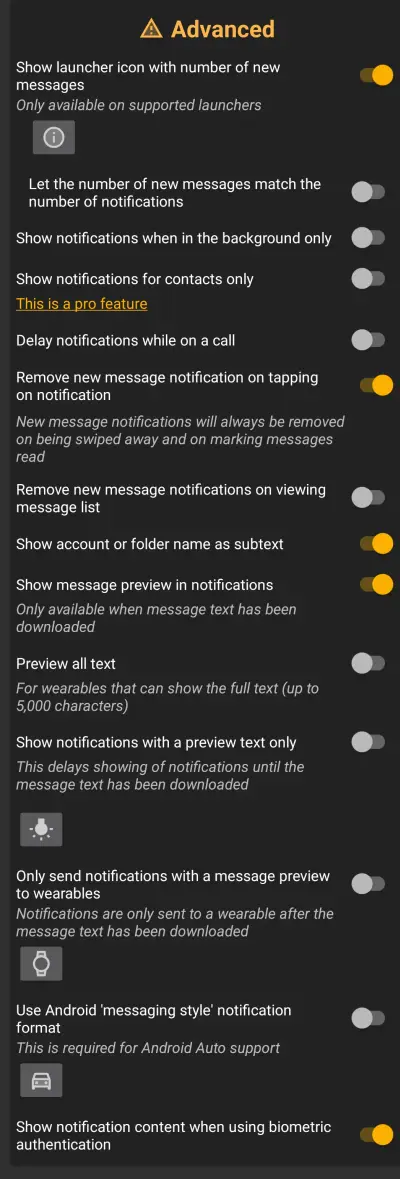 Advanced
Show launcher icon with number of new
messages
Only available on supported launchers
Let the number of new messages match the
number of notifications
Show notifications when in the background only
Show notifications for contacts only
This is a pro feature
Delay notifications while on a call
Remove new message notification on tapping
on notification
New message notifications will always be removed
on being swiped away and on marking messages
read
Remove new message notifications on viewing
message list
Show account or folder name as subtext
Show message preview in notifications
Only available when message text has been
downloaded
Preview all text
For wearables that can show the full text (up to
5,000 characters)
Show notifications with a preview text only
This delays showing of notifications until the
message text has been downloaded
Only send notifications with a message preview
to wearables
Notifications are only sent to a wearable after the
message text has been downloaded
Use Android 'messaging style' notification
format
This is required for Android Auto support
Show notification content when using biometric
authentication